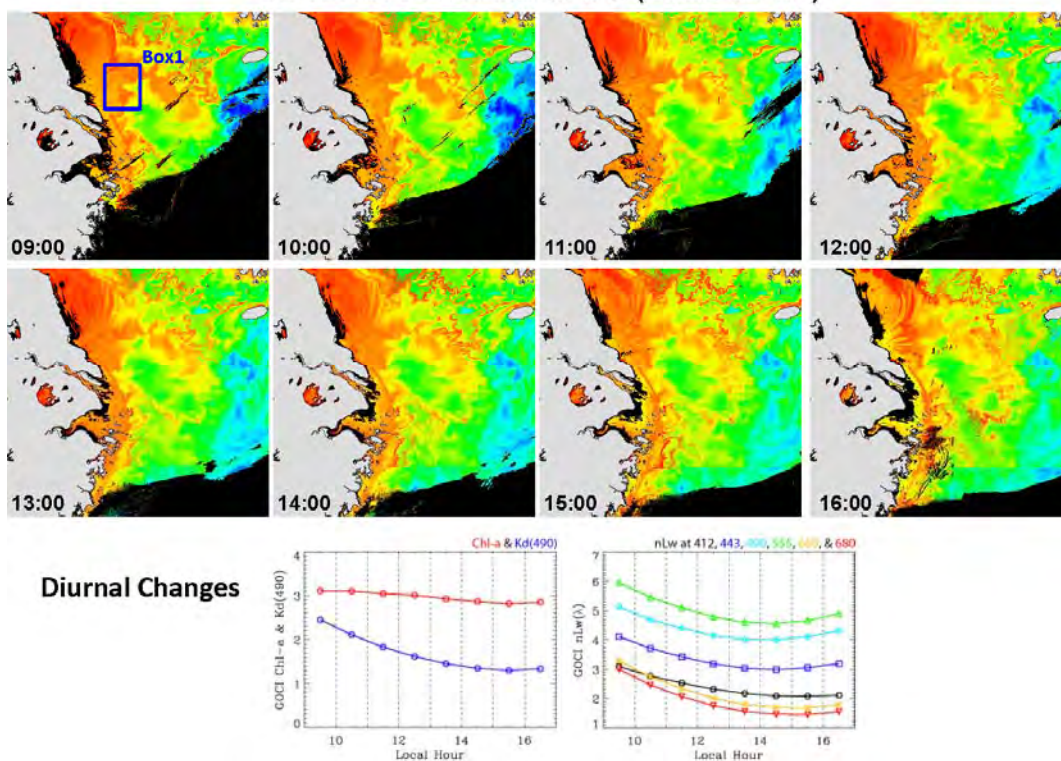 Box1
09:00
10:00
11:00
12:00
13:00
14:00
15:00
16:00
Diurnal Changes
Chl-a & Kd(490)
GOCI Chl-a & Kd(490)
4
3
2
1
0
10 12 14 16
Local Hour
nLw at 412, 443, 490, 555, 660, & 680
GOCI nLw(λ)
7
6
5
4
3
2
1
10 12 14 16
Local Hour